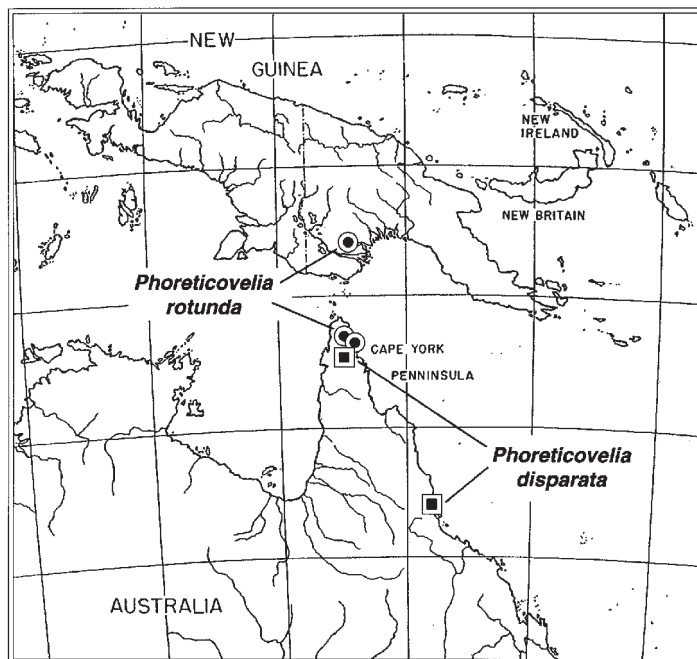 NEW
GUINEA
NEW
IRELAND
NEW BRITAIN
Phoreticovelia
rotunda
CAPE YORK
PENNINSULA
Phoreticovelia
disparata
AUSTRALIA